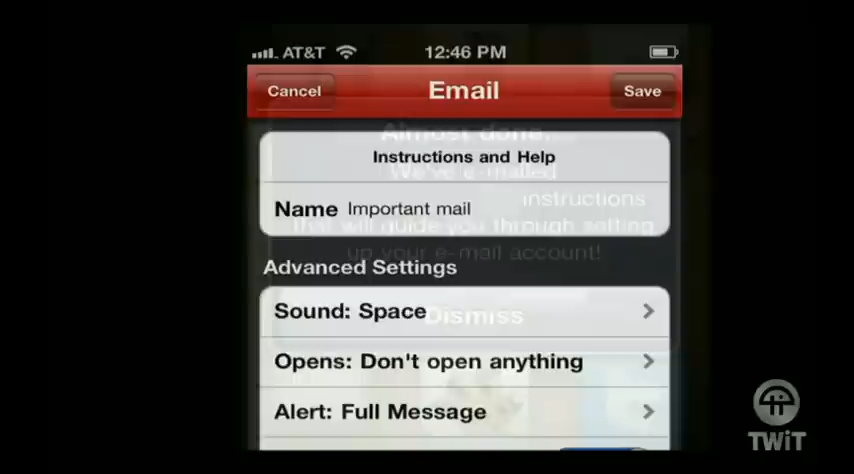 AT&T
12:46 PM
Cancel
Email
Save
Almost done.
Instructions and Help
We've e-mailed
instructions
Name Important mail
that will guide you through setting
up your e-mail account!
Advanced Settings
Sound: Space
Dismiss
Opens: Don't open anything
Alert: Full Message
TWiT